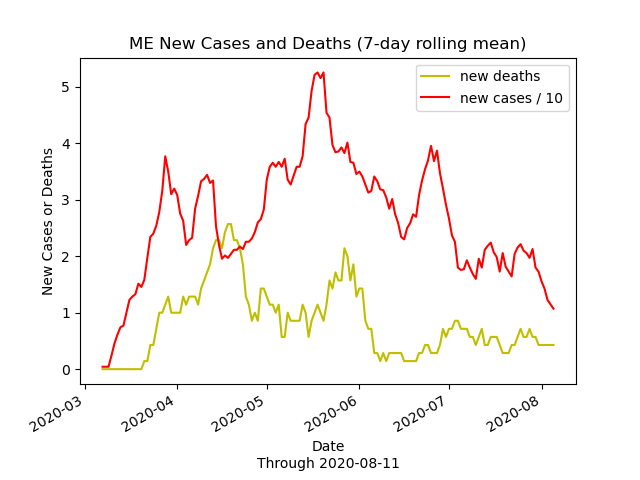 ME New Cases and Deaths (7-day rolling mean)
new deaths
new cases / 10
New Cases or Deaths
5
4
3
2
1
0
2020-03
2020-04
2020-05
2020-06
2020-07
2020-08
Date
Through 2020-08-11